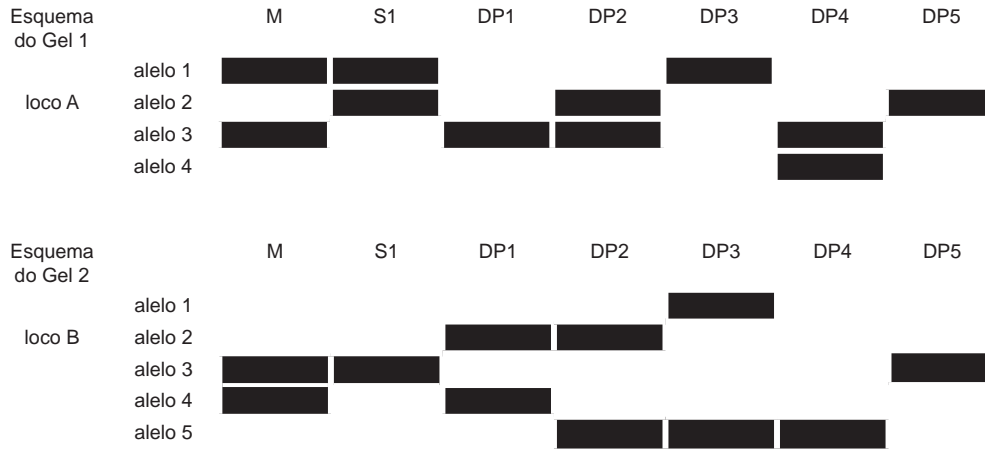 Esquema do Gel 1 M S1 DP1 DP2 DP3 DP4 DP5
alelo 1
loco A alelo 2
alelo 3
alelo 4
Esquema do Gel 2 M S1 DP1 DP2 DP3 DP4 DP5
alelo 1
loco B alelo 2
alelo 3
alelo 4
alelo 5